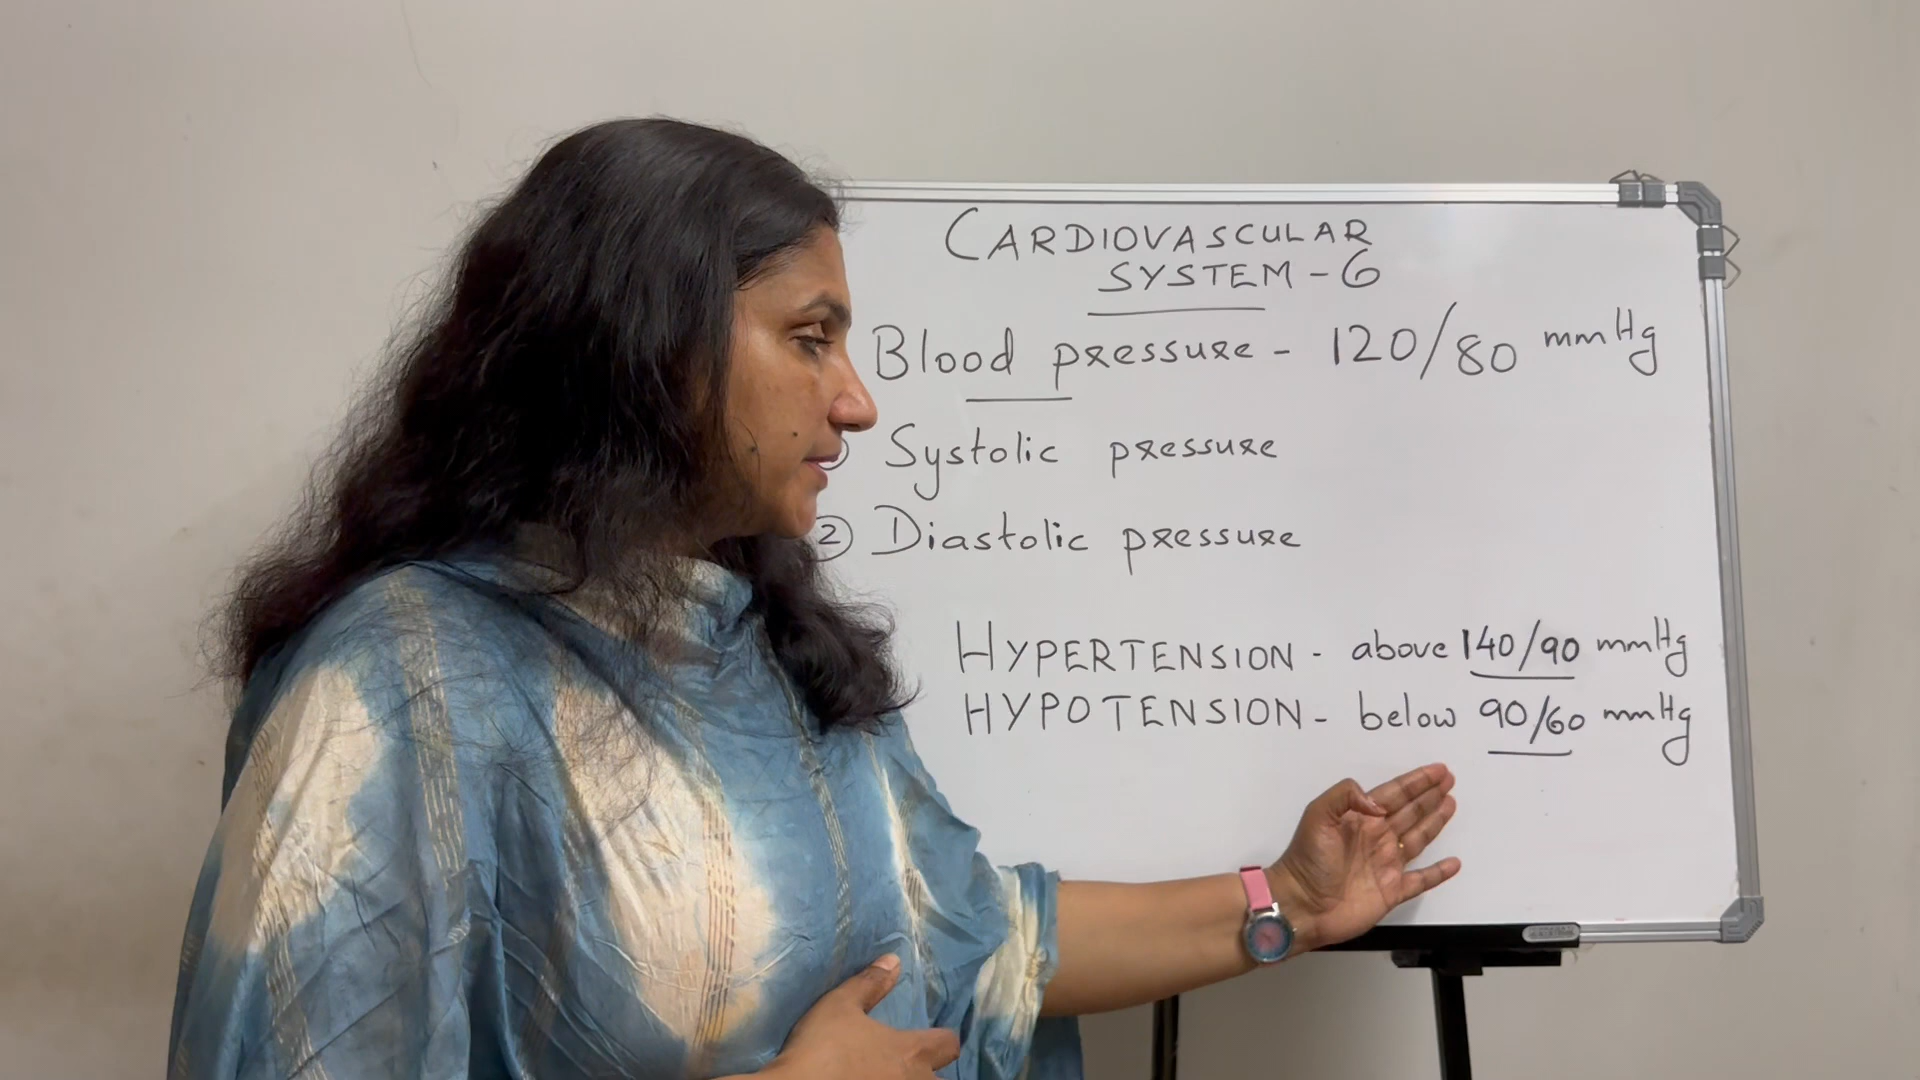 CARDIOVASCULAR
SYSTEM - 6
Blood pressure - 120/80 mmHg
Systolic pressure
② Diastolic pressure
HYPERTENSION - above 140/90 mmHg
HYPOTENSION - below 90/60 mmHg